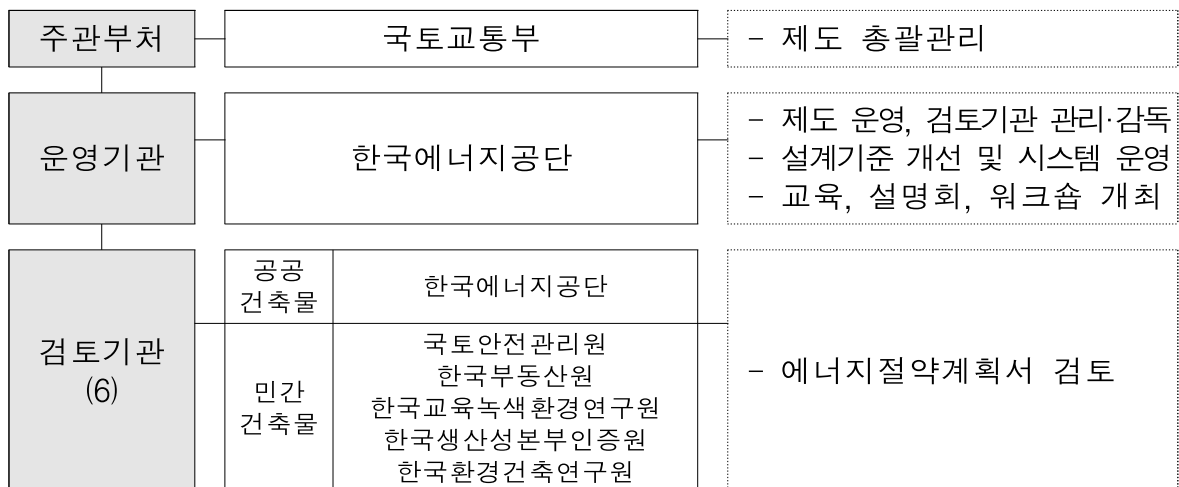 주관부처
국토교통부
- 제도 총괄관리
운영기관
한국에너지공단
- 제도 운영, 검토기관 관리·감독
- 설계기준 개선 및 시스템 운영
- 교육, 설명회, 워크숍 개최
검토기관
(6)
공공
건축물
한국에너지공단
민간
건축물
국토안전관리원
한국부동산원
한국교육녹색환경연구원
한국생산성본부인증원
한국환경건축연구원
- 에너지절약계획서 검토